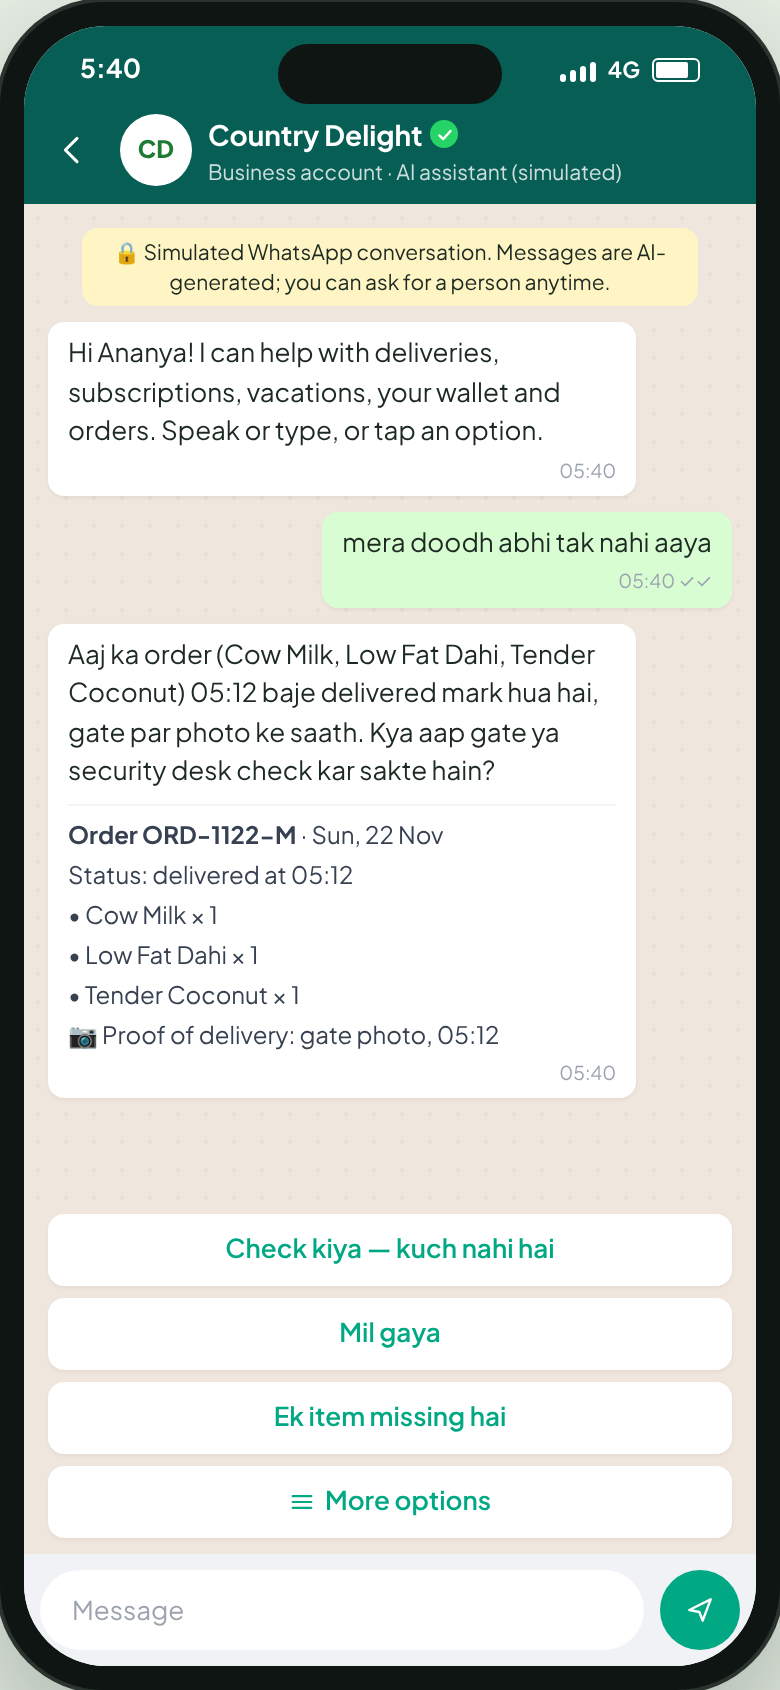 5:40
4G
CD
Country Delight
Business account · AI assistant (simulated)
🔒 Simulated WhatsApp conversation. Messages are AI-
generated; you can ask for a person anytime.
Hi Ananya! I can help with deliveries,
subscriptions, vacations, your wallet and
orders. Speak or type, or tap an option.
05:40
mera doodh abhi tak nahi aaya
05:40 ✓✓
Aaj ka order (Cow Milk, Low Fat Dahi, Tender
Coconut) 05:12 baje delivered mark hua hai,
gate par photo ke saath. Kya aap gate ya
security desk check kar sakte hain?
Order ORD-1122-M · Sun, 22 Nov
Status: delivered at 05:12
• Cow Milk × 1
• Low Fat Dahi × 1
• Tender Coconut × 1
📷 Proof of delivery: gate photo, 05:12
05:40
Check kiya — kuch nahi hai
Mil gaya
Ek item missing hai
More options
Message